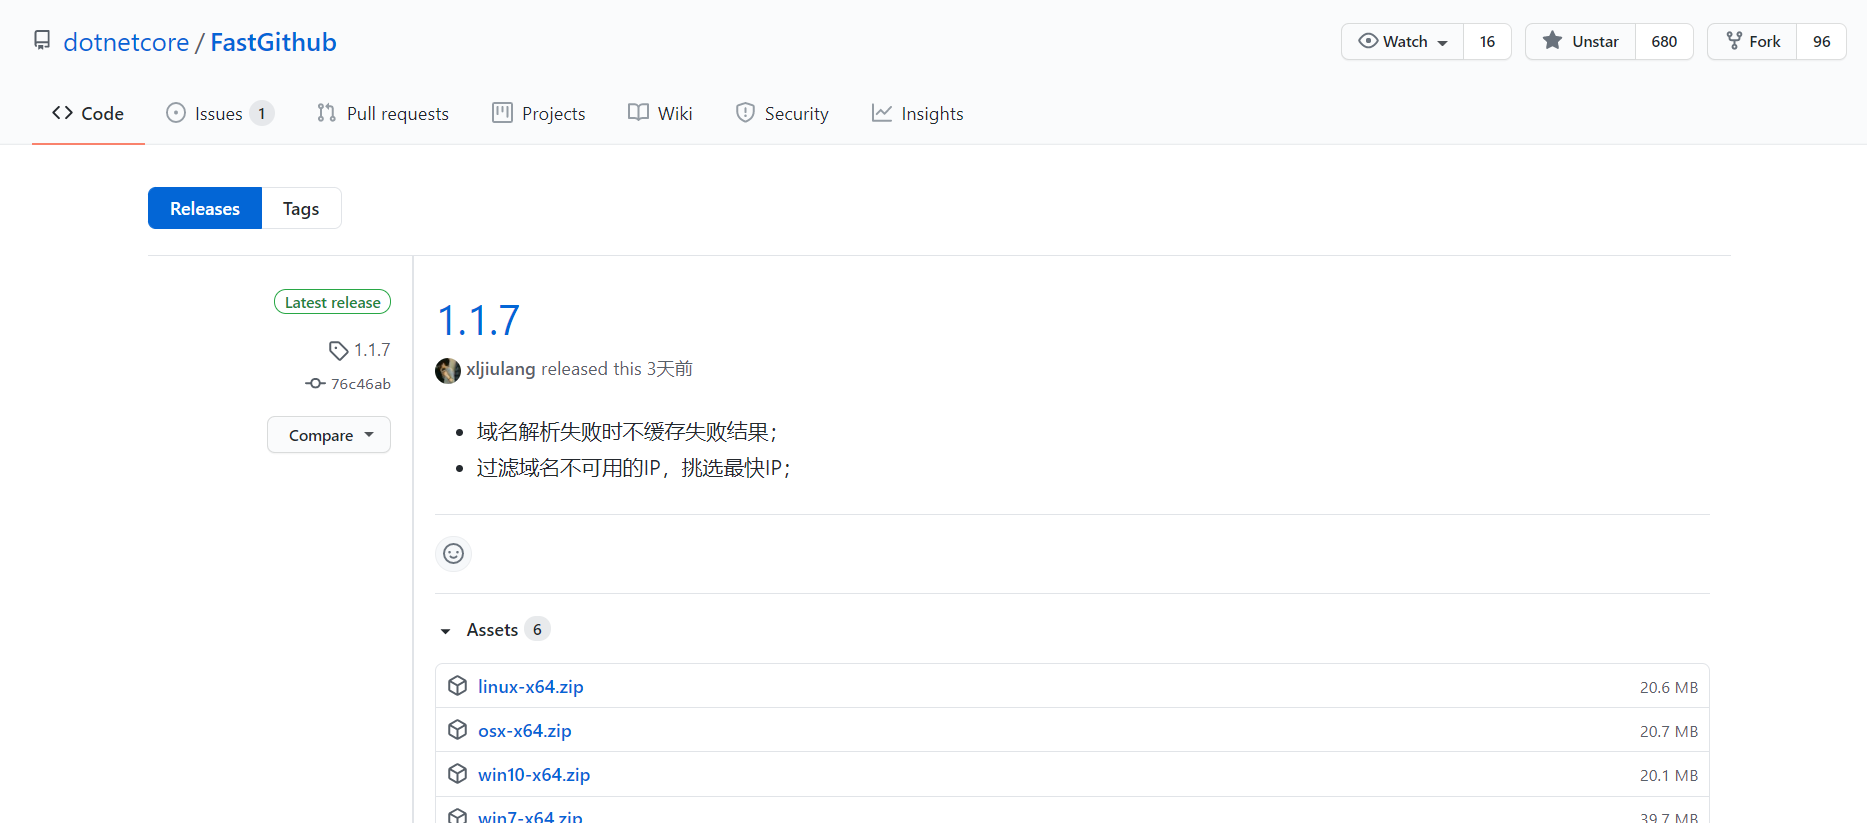 dotnetcore / FastGithub
Watch 16 Unstar 680 Fork 96
Code Issues 1 Pull requests Projects Wiki Security Insights
Releases Tags
Latest release
1.1.7
76c46ab
Compare
1.1.7
xljiulang released this 3天前
域名解析失败时不缓存失败结果；
过滤域名不可用的IP，挑选最快IP；
Assets 6
linux-x64.zip 20.6 MB
osx-x64.zip 20.7 MB
win10-x64.zip 20.1 MB
win7-x64.zip 39.7 MB